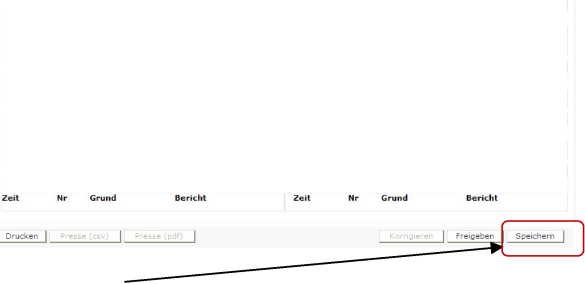 Zeit Nr Grund Bericht Zeit Nr Grund Bericht
Drucken Presse (csv) Presse (pdf) Korrigieren Freigeben Speichern